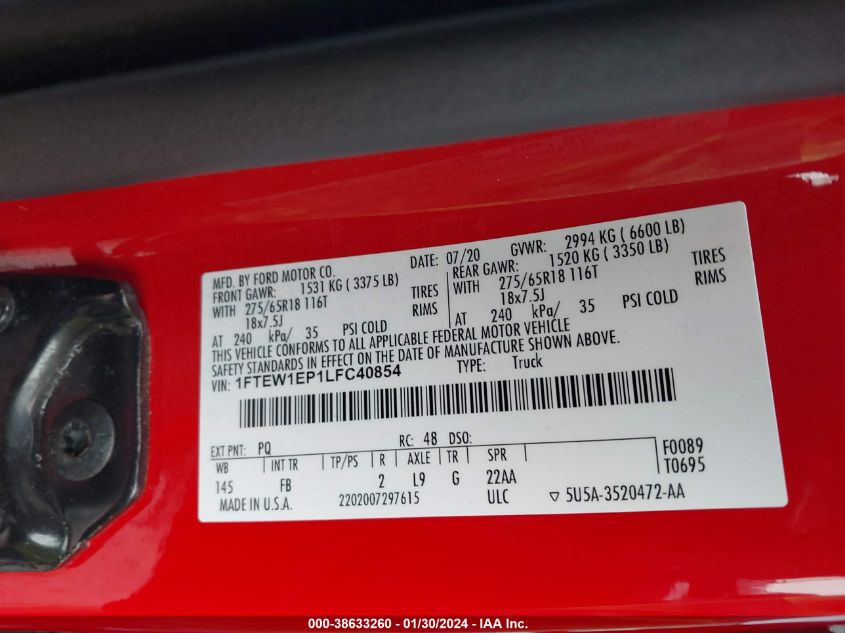 MFD. BY FORD MOTOR CO. DATE: 07/20 GVWR: 2994 KG ( 6600 LB)
FRONT GAWR: 1531 KG ( 3375 LB) REAR GAWR: 1520 KG ( 3350 LB)
WITH 275/65R18 116T TIRES WITH 275/65R18 116T TIRES
18x7.5J RIMS 18x7.5J RIMS
AT 240 kPa/ 35 PSI COLD AT 240 kPa/ 35 PSI COLD
THIS VEHICLE CONFORMS TO ALL APPLICABLE FEDERAL MOTOR VEHICLE
SAFETY STANDARDS IN EFFECT ON THE DATE OF MANUFACTURE SHOWN ABOVE.
VIN: 1FTEW1EP1LFC40854 TYPE: Truck
EXT PNT: PQ RC: 48 DSO: F0089
WB INT TR TP/PS R AXLE TR SPR T0695
145 FB 2 L9 G 22AA
MADE IN U.S.A. 2202007297615 ULC ▽ 5U5A-3520472-AA
000-38633260 - 01/30/2024 - IAA Inc.